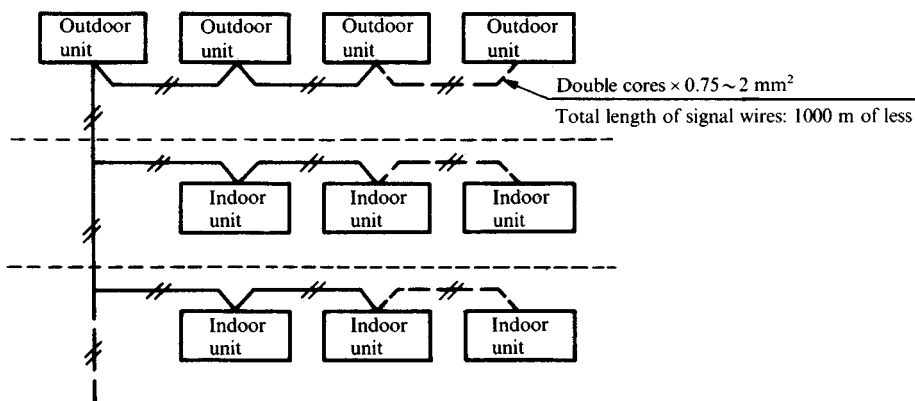 Outdoor
unit
Outdoor
unit
Outdoor
unit
Outdoor
unit
Double cores × 0.75 ~ 2 mm²
Total length of signal wires: 1000 m of less
Indoor
unit
Indoor
unit
Indoor
unit
Indoor
unit
Indoor
unit
Indoor
unit